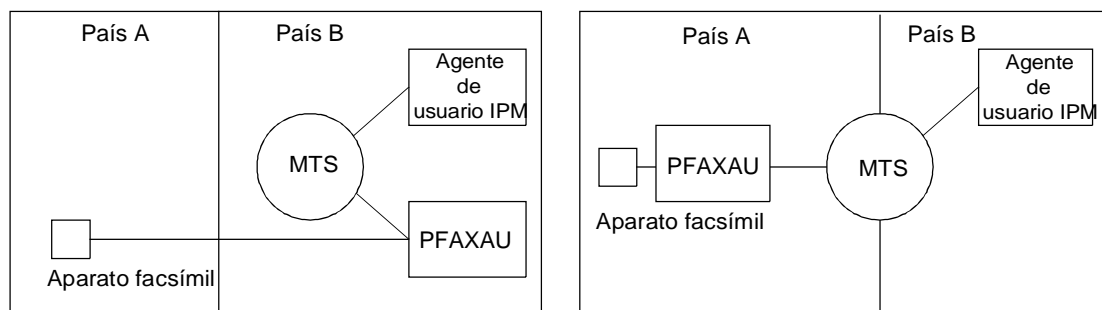 País A
País B
Agente
de
usuario IPM
MTS
PFAXAU
Aparato facsímil
País A
País B
Agente
de
usuario IPM
PFAXAU
MTS
Aparato facsímil